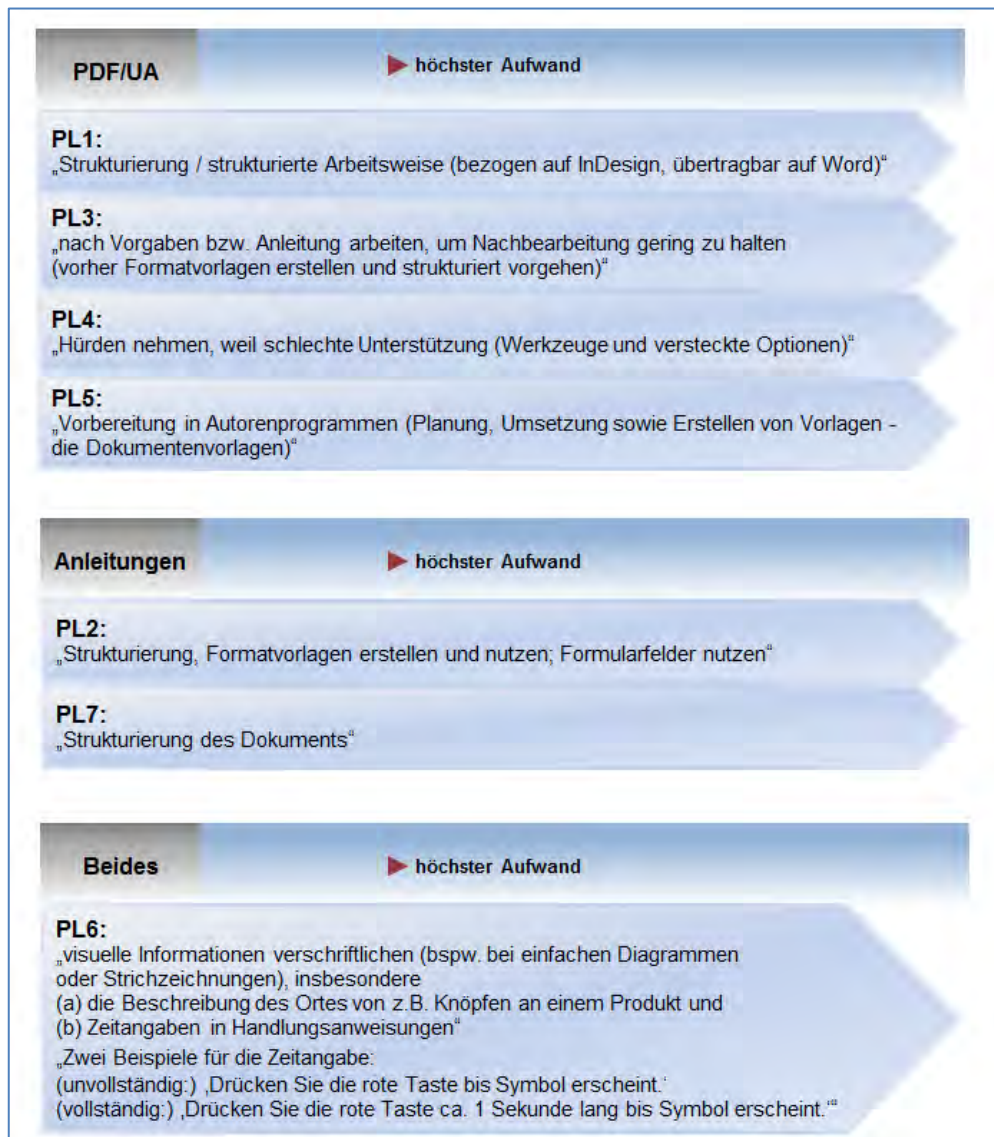 PDF/UA
höchster Aufwand
PL1:
„Strukturierung / strukturierte Arbeitsweise (bezogen auf InDesign, übertragbar auf Word)“
PL3:
„nach Vorgaben bzw. Anleitung arbeiten, um Nachbearbeitung gering zu halten
(vorher Formatvorlagen erstellen und strukturiert vorgehen)“
PL4:
„Hürden nehmen, weil schlechte Unterstützung (Werkzeuge und versteckte Optionen)“
PL5:
„Vorbereitung in Autorenprogrammen (Planung, Umsetzung sowie Erstellen von Vorlagen -
die Dokumentenvorlagen)“
Anleitungen
höchster Aufwand
PL2:
„Strukturierung, Formatvorlagen erstellen und nutzen; Formularfelder nutzen“
PL7:
„Strukturierung des Dokuments“
Beides
höchster Aufwand
PL6:
„visuelle Informationen verschriftlichen (bspw. bei einfachen Diagrammen
oder Strichzeichnungen), insbesondere
(a) die Beschreibung des Ortes von z.B. Knöpfen an einem Produkt und
(b) Zeitangaben in Handlungsanweisungen“
„Zwei Beispiele für die Zeitangabe:
(unvollständig:) ‚Drücken Sie die rote Taste bis Symbol erscheint.‘
(vollständig:) ‚Drücken Sie die rote Taste ca. 1 Sekunde lang bis Symbol erscheint.‘“